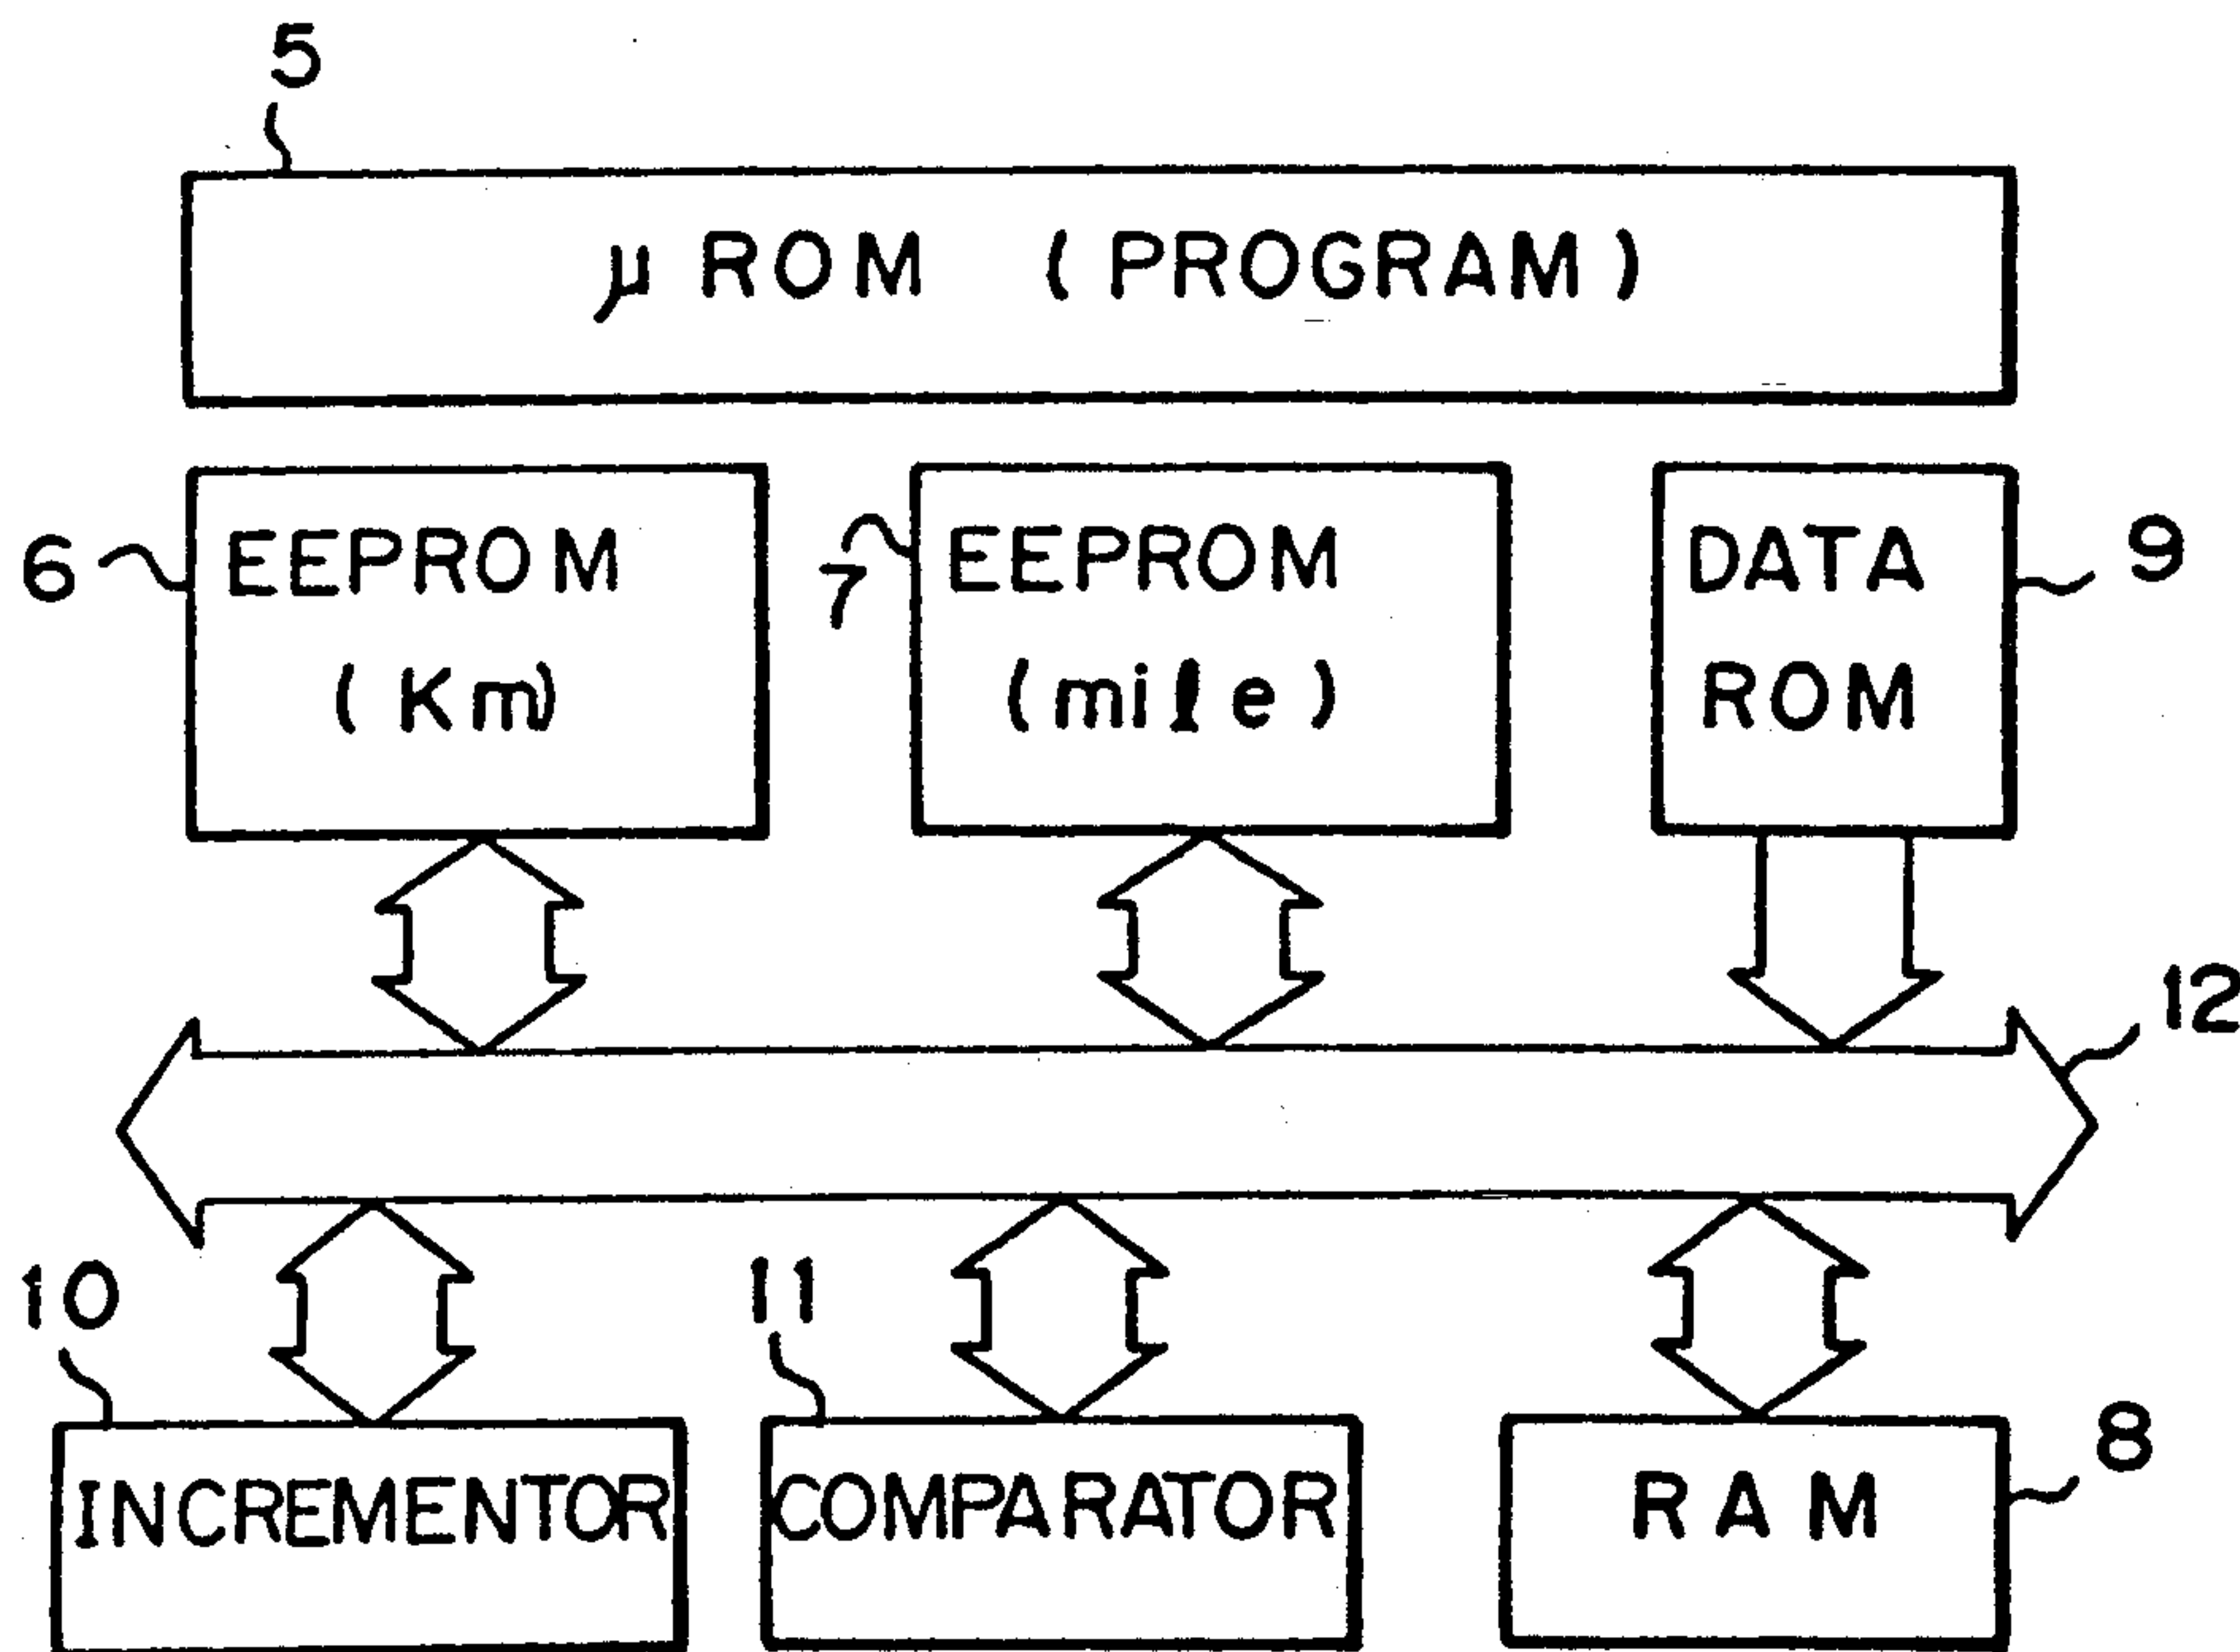 5
μ ROM (PROGRAM)
6
EEPROM
(Km)
7
EEPROM
(mile)
DATA
ROM
9
12
10
INCREMENTOR
11
COMPARATOR
RAM
8